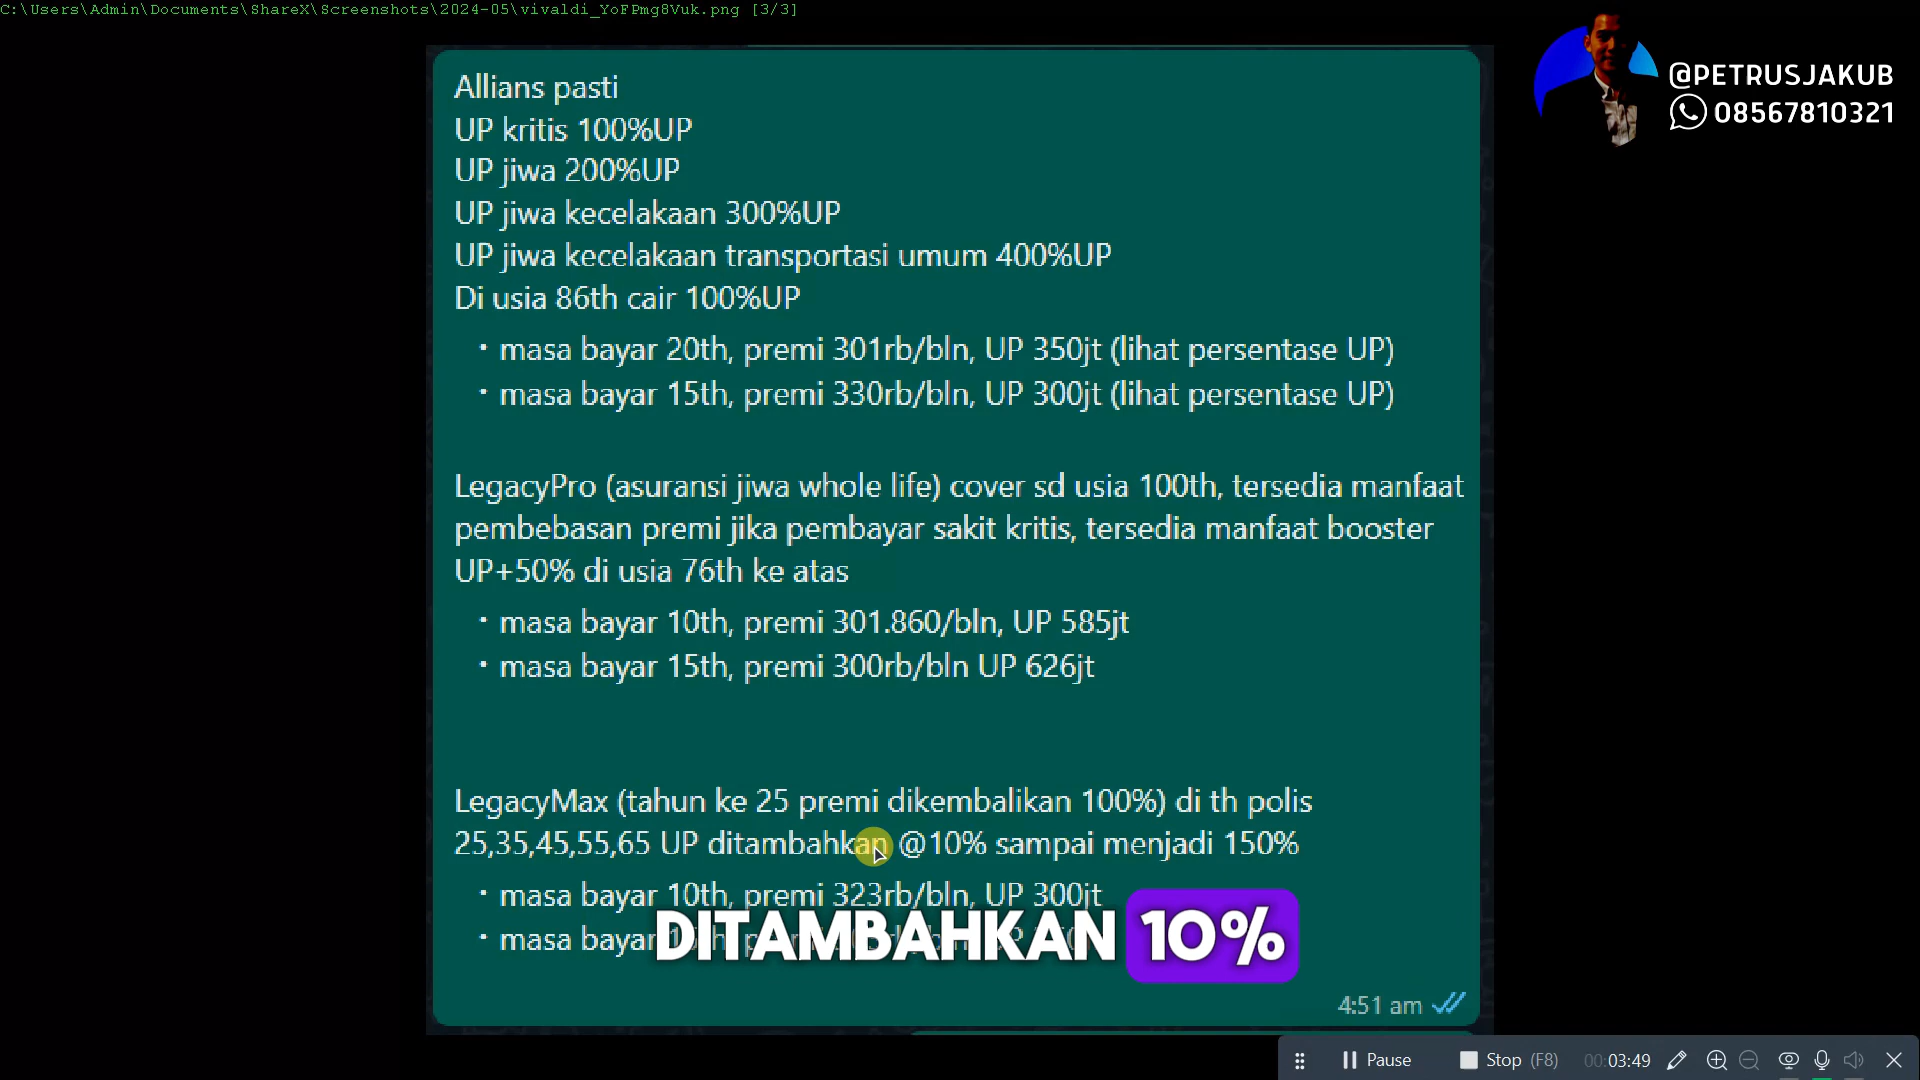 C:\Users\Admin\Documents\ShareX\Screenshots\2024-05\vivaldi_YoFPmg8Vuk.png [3/3]
@PETRUSJAKUB
08567810321
Allians pasti
UP kritis 100%UP
UP jiwa 200%UP
UP jiwa kecelakaan 300%UP
UP jiwa kecelakaan transportasi umum 400%UP
Di usia 86th cair 100%UP
• masa bayar 20th, premi 301rb/bln, UP 350jt (lihat persentase UP)
• masa bayar 15th, premi 330rb/bln, UP 300jt (lihat persentase UP)
LegacyPro (asuransi jiwa whole life) cover sd usia 100th, tersedia manfaat
pembebasan premi jika pembayar sakit kritis, tersedia manfaat booster
UP+50% di usia 76th ke atas
• masa bayar 10th, premi 301.860/bln, UP 585jt
• masa bayar 15th, premi 300rb/bln UP 626jt
LegacyMax (tahun ke 25 premi dikembalikan 100%) di th polis
25,35,45,55,65 UP ditambahkan @10% sampai menjadi 150%
• masa bayar 10th, premi 323rb/bln, UP 300jt
• masa bayar
DITAMBAHKAN 10%
4:51 am
Pause
Stop (F8)
00:03:49